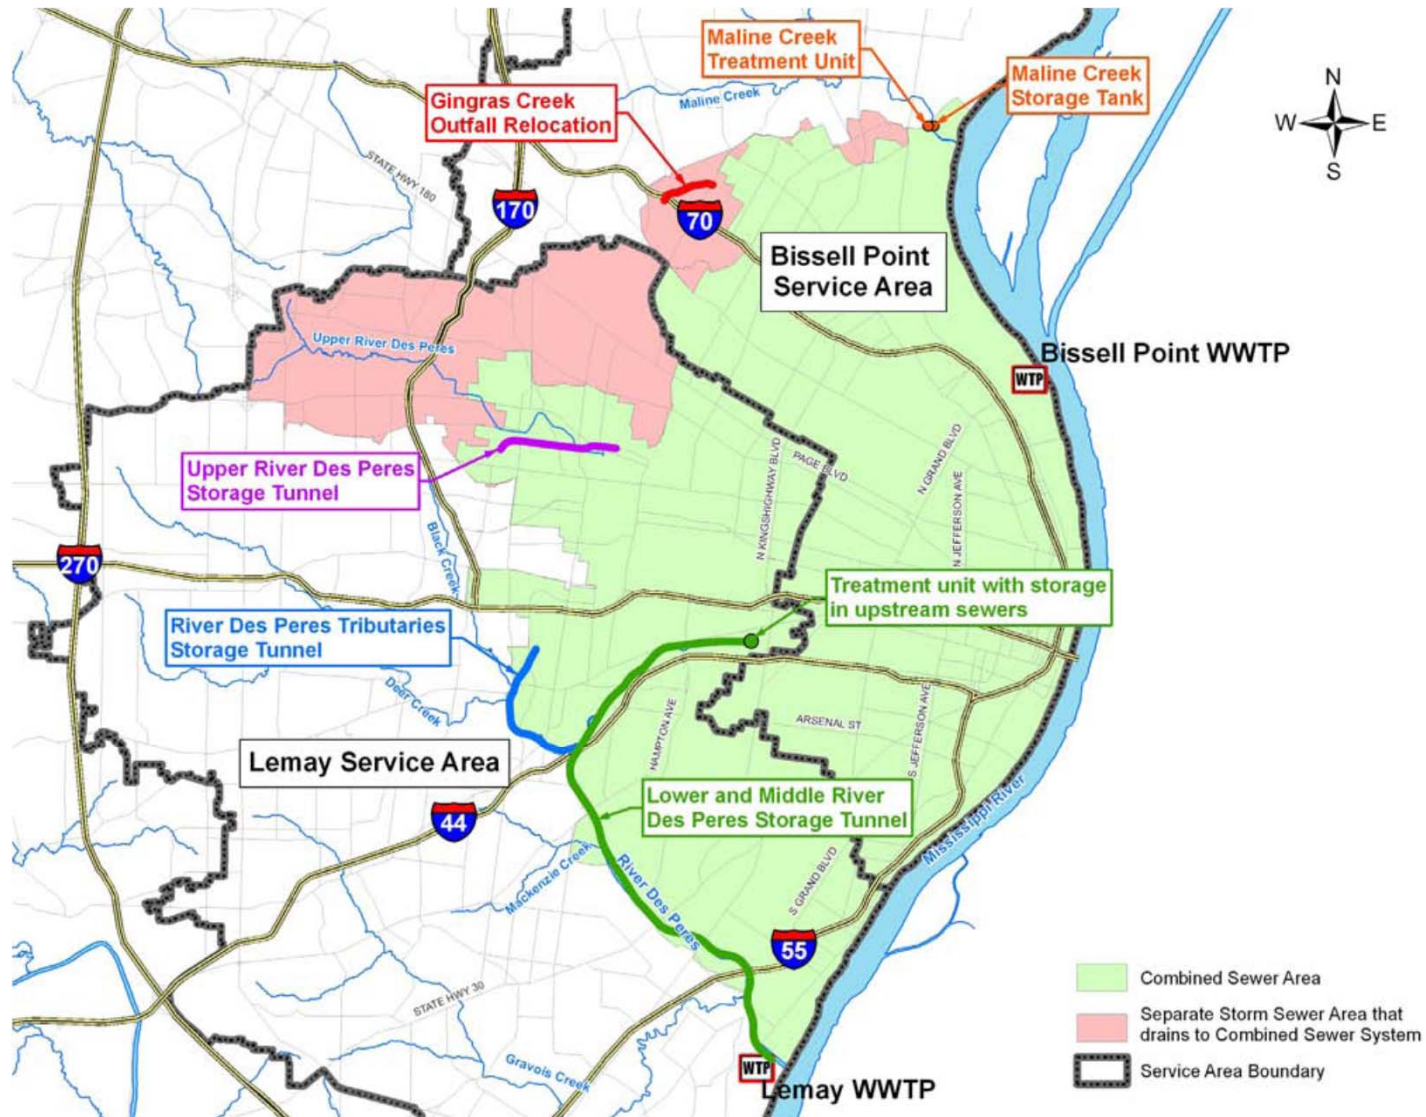 Maline Creek
Treatment Unit
Maline Creek
Storage Tank
N
W
E
S
Gingras Creek
Outfall Relocation
Maline Creek
STATE HWY 180
170
70
Bissell Point
Service Area
Upper River Des Peres
Bissell Point WWTP
WTP
Upper River Des Peres
Storage Tunnel
N KINGSHIGHWAY BLVD
PAGE BLVD
N GRAND BLVD
N JEFFERSON AVE
270
Black Creek
Treatment unit with storage
in upstream sewers
River Des Peres Tributaries
Storage Tunnel
Deer Creek
HAMPTON AVE
ARSENAL ST
S JEFFERSON AVE
Lemay Service Area
44
Lower and Middle River
Des Peres Storage Tunnel
Mississippi River
Mackenzie Creek
River Des Peres
S GRAND BLVD
55
STATE HWY 30
Gravois Creek
WTP
Lemay WWTP
Combined Sewer Area
Separate Storm Sewer Area that
drains to Combined Sewer System
Service Area Boundary